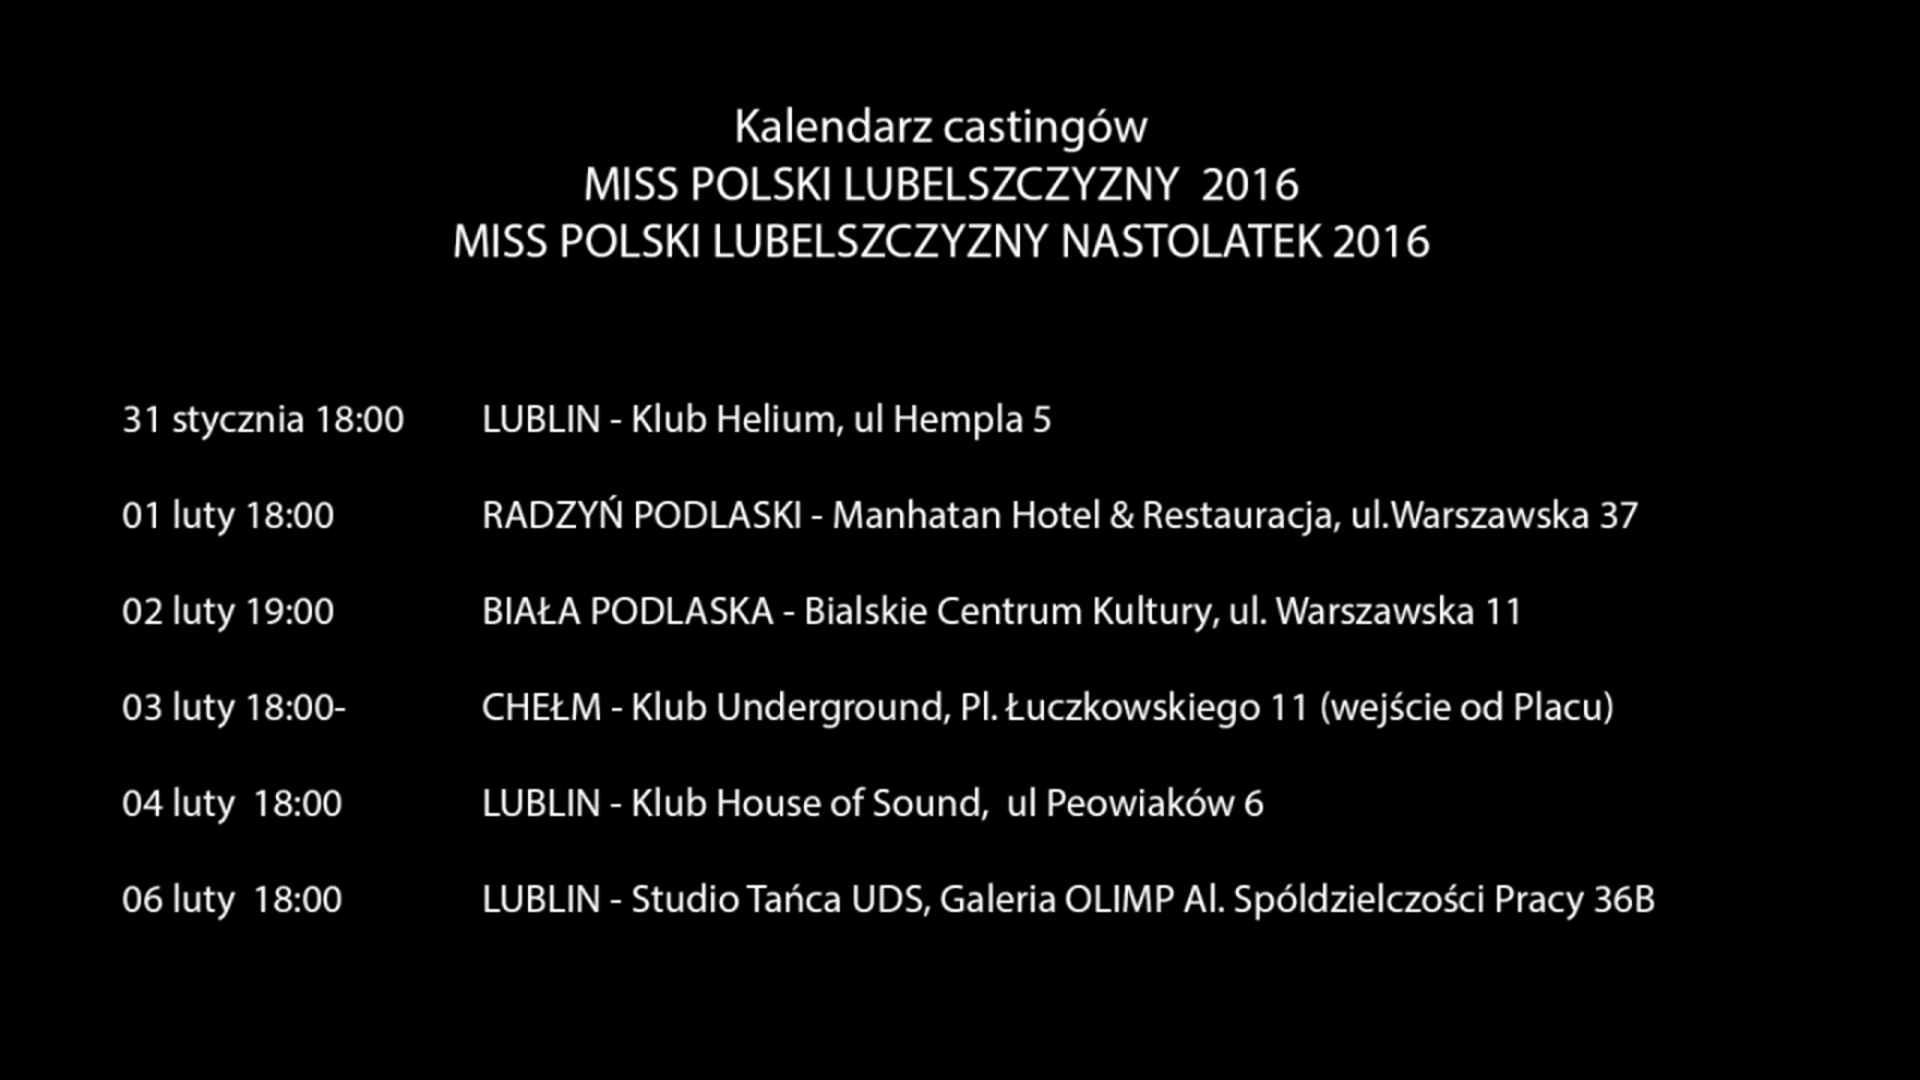 Kalendarz castingów
MISS POLSKI LUBELSZCZYZNY  2016
MISS POLSKI LUBELSZCZYZNY NASTOLATEK 2016
31 stycznia 18:00 LUBLIN - Klub Helium, ul Hempla 5
01 luty 18:00 RADZYŃ PODLASKI - Manhatan Hotel & Restauracja, ul.Warszawska 37
02 luty 19:00 BIAŁA PODLASKA - Bialskie Centrum Kultury, ul. Warszawska 11
03 luty 18:00- CHEŁM - Klub Underground, Pl. Łuczkowskiego 11 (wejście od Placu)
04 luty  18:00 LUBLIN - Klub House of Sound,  ul Peowiaków 6
06 luty  18:00 LUBLIN - Studio Tańca UDS, Galeria OLIMP Al. Spóldzielczości Pracy 36B